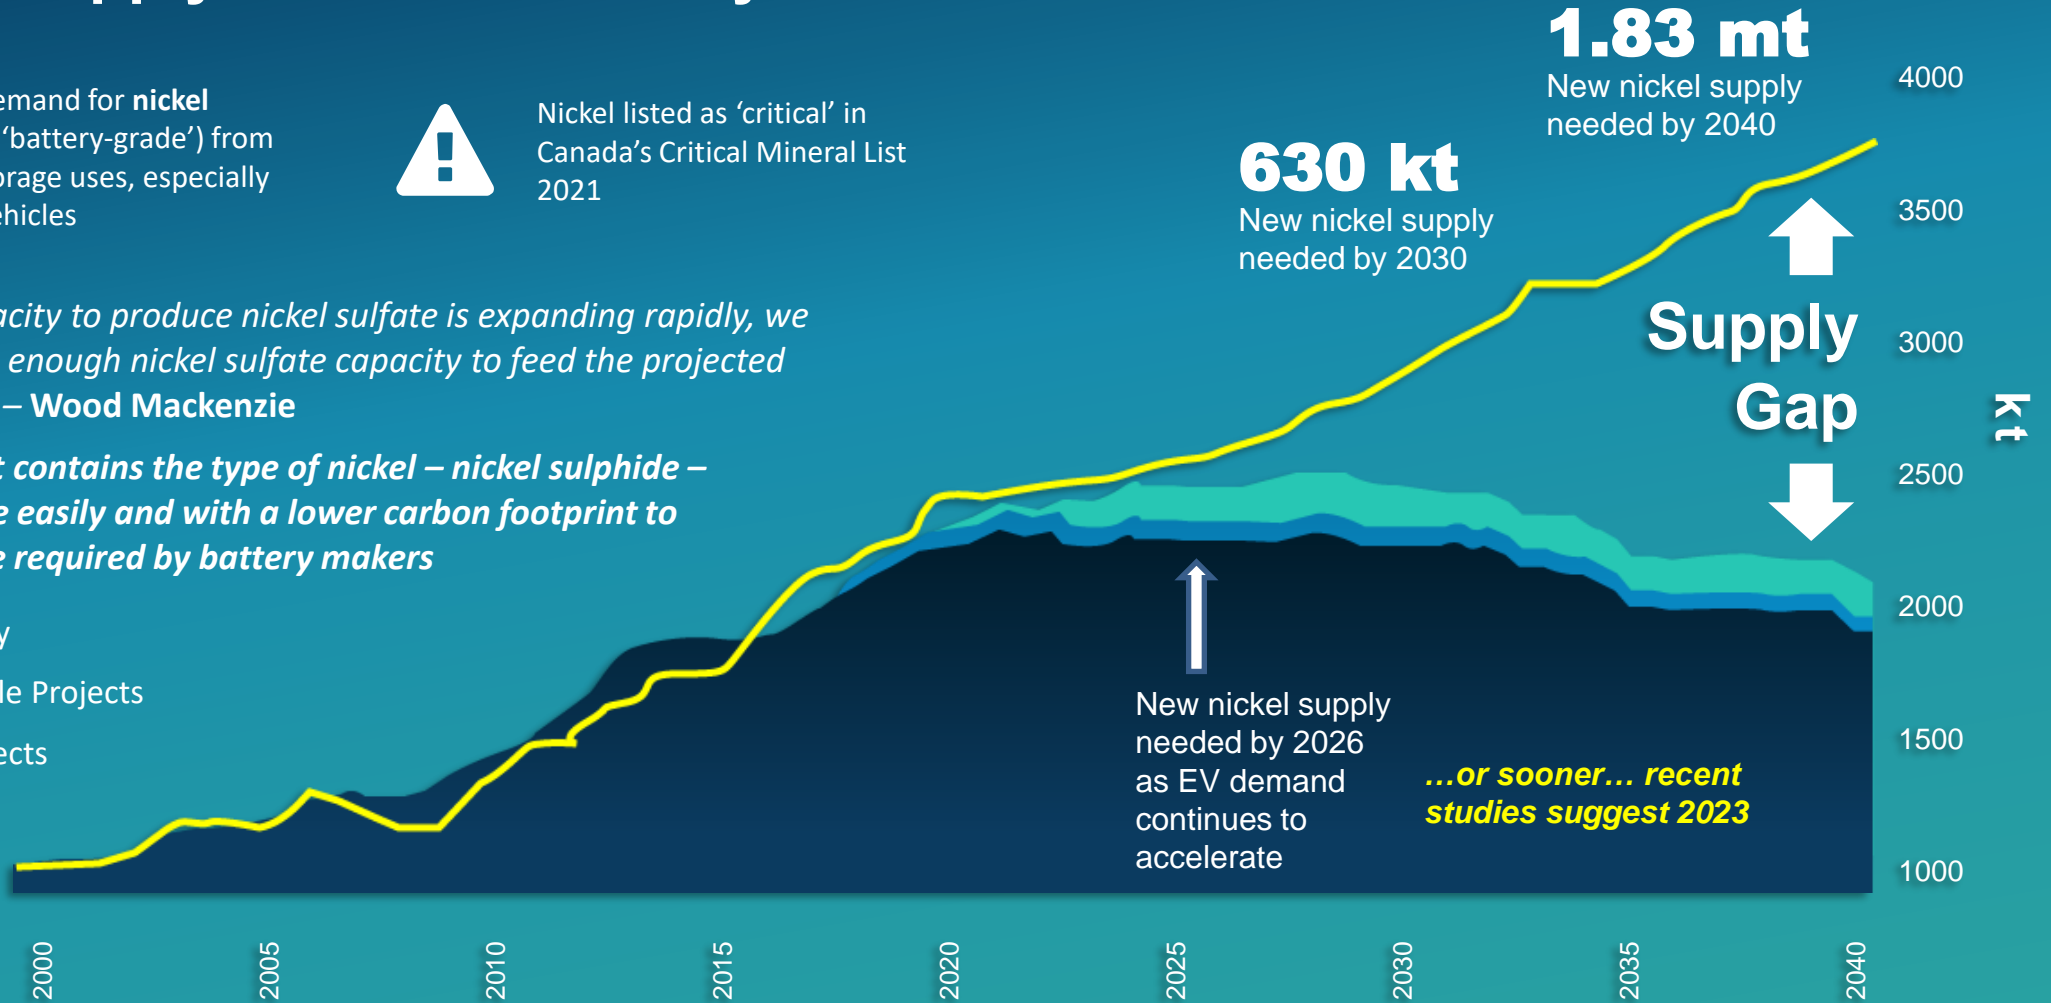 emand for nickel
‘battery-grade’) from
orage uses, especially
ehicles
!
Nickel listed as ‘critical’ in
Canada’s Critical Mineral List
2021
630 kt
New nickel supply
needed by 2030
1.83 mt
New nickel supply
needed by 2040
acity to produce nickel sulfate is expanding rapidly, we
enough nickel sulfate capacity to feed the projected
– Wood Mackenzie
t contains the type of nickel – nickel sulphide –
e easily and with a lower carbon footprint to
e required by battery makers
y
le Projects
ects
Supply
Gap
New nickel supply
needed by 2026
as EV demand
continues to
accelerate
…or sooner… recent
studies suggest 2023
4000
3500
3000
2500
2000
1500
1000
kt
2000
2005
2010
2015
2020
2025
2030
2035
2040